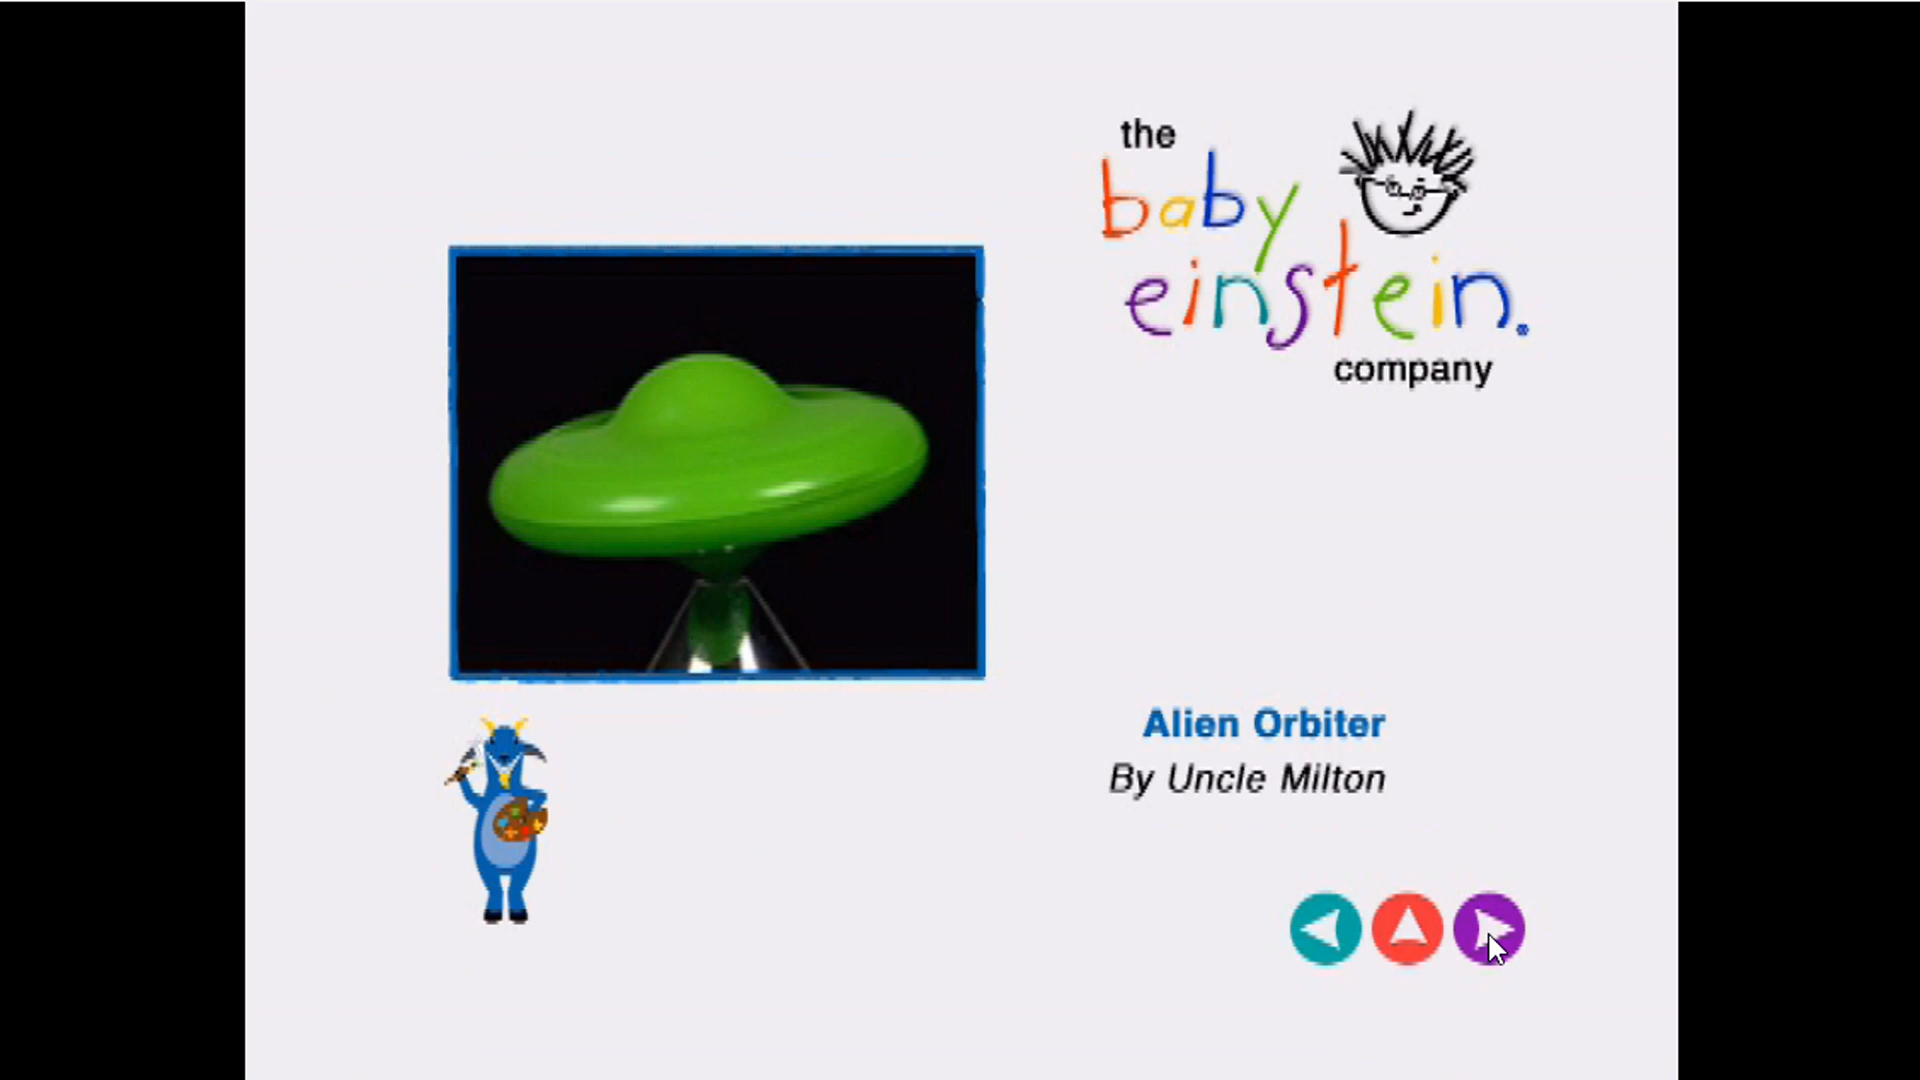 the
baby
einstein.
company
Alien Orbiter
By Uncle Milton